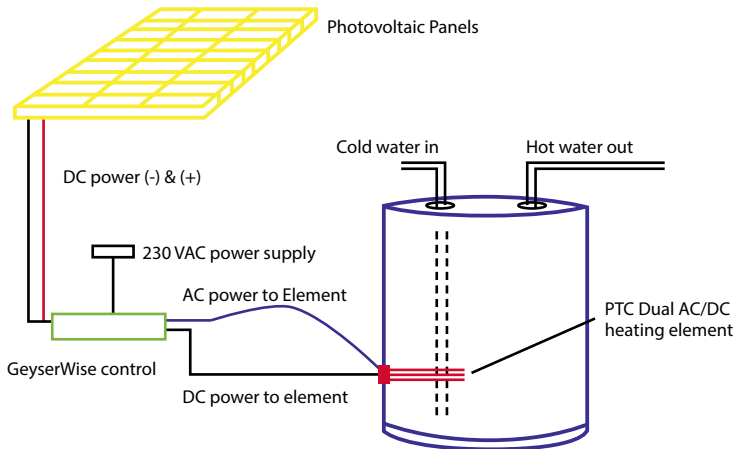 Photovoltaic Panels
Cold water in
Hot water out
DC power (-) & (+)
230 VAC power supply
AC power to Element
PTC Dual AC/DC
heating element
GeyserWise control
DC power to element